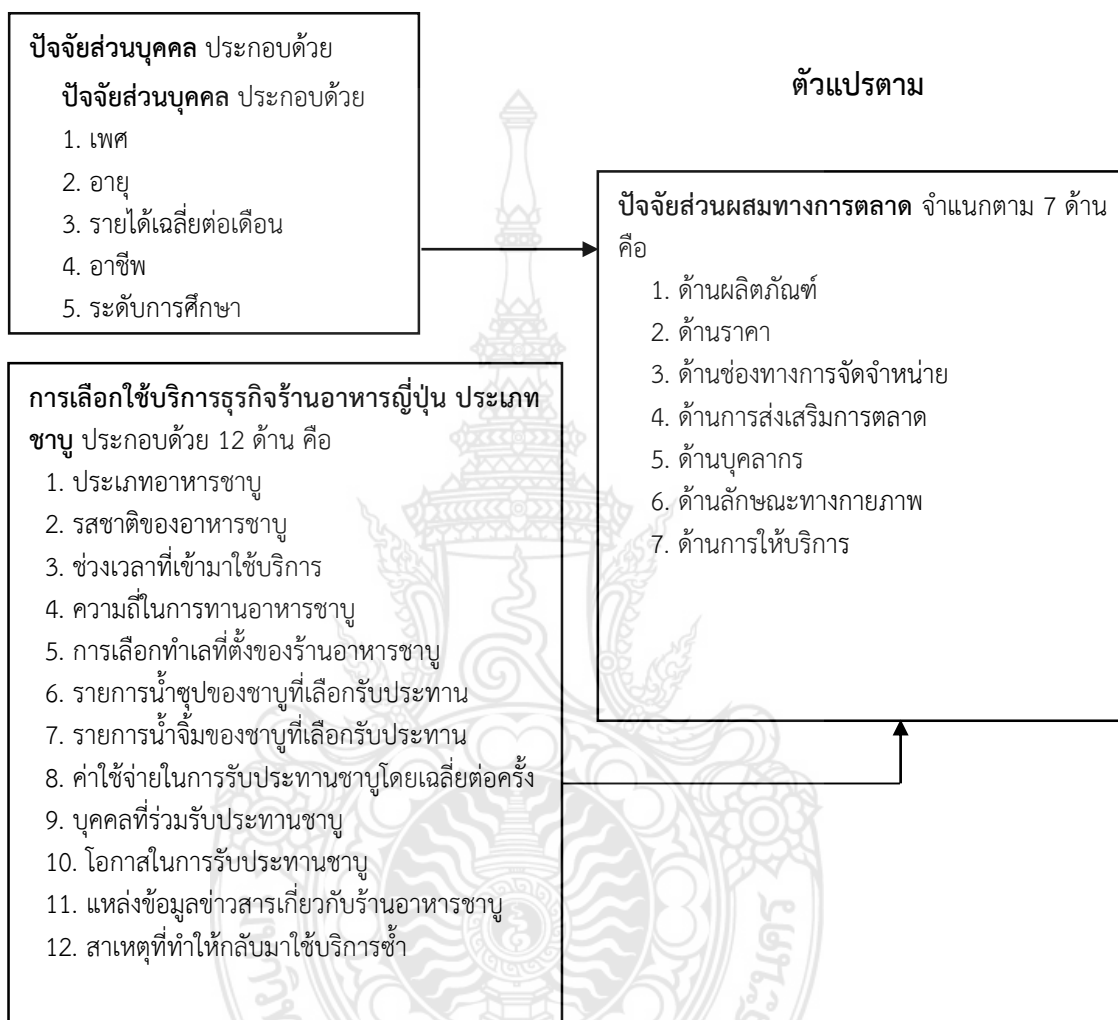 ปัจจัยส่วนบุคคล ประกอบด้วย
ปัจจัยส่วนบุคคล ประกอบด้วย
1. เพศ
2. อายุ
3. รายได้เฉลี่ยต่อเดือน
4. อาชีพ
5. ระดับการศึกษา
การเลือกใช้บริการธุรกิจร้านอาหารญี่ปุ่น ประเภท
ชาบู ประกอบด้วย 12 ด้าน คือ
1. ประเภทอาหารชาบู
2. รสชาติของอาหารชาบู
3. ช่วงเวลาที่เข้ามาใช้บริการ
4. ความถี่ในการทานอาหารชาบู
5. การเลือกทำเลที่ตั้งของร้านอาหารชาบู
6. รายการน้ำซุปของชาบูที่เลือกรับประทาน
7. รายการน้ำจิ้มของชาบูที่เลือกรับประทาน
8. ค่าใช้จ่ายในการรับประทานชาบูโดยเฉลี่ยต่อครั้ง
9. บุคคลที่ร่วมรับประทานชาบู
10. โอกาสในการรับประทานชาบู
11. แหล่งข้อมูลข่าวสารเกี่ยวกับร้านอาหารชาบู
12. สาเหตุที่ทำให้กลับมาใช้บริการซ้ำ
ตัวแปรตาม
ปัจจัยส่วนผสมทางการตลาด จำแนกตาม 7 ด้าน
คือ
1. ด้านผลิตภัณฑ์
2. ด้านราคา
3. ด้านช่องทางการจัดจำหน่าย
4. ด้านการส่งเสริมการตลาด
5. ด้านบุคลากร
6. ด้านลักษณะทางกายภาพ
7. ด้านการให้บริการ